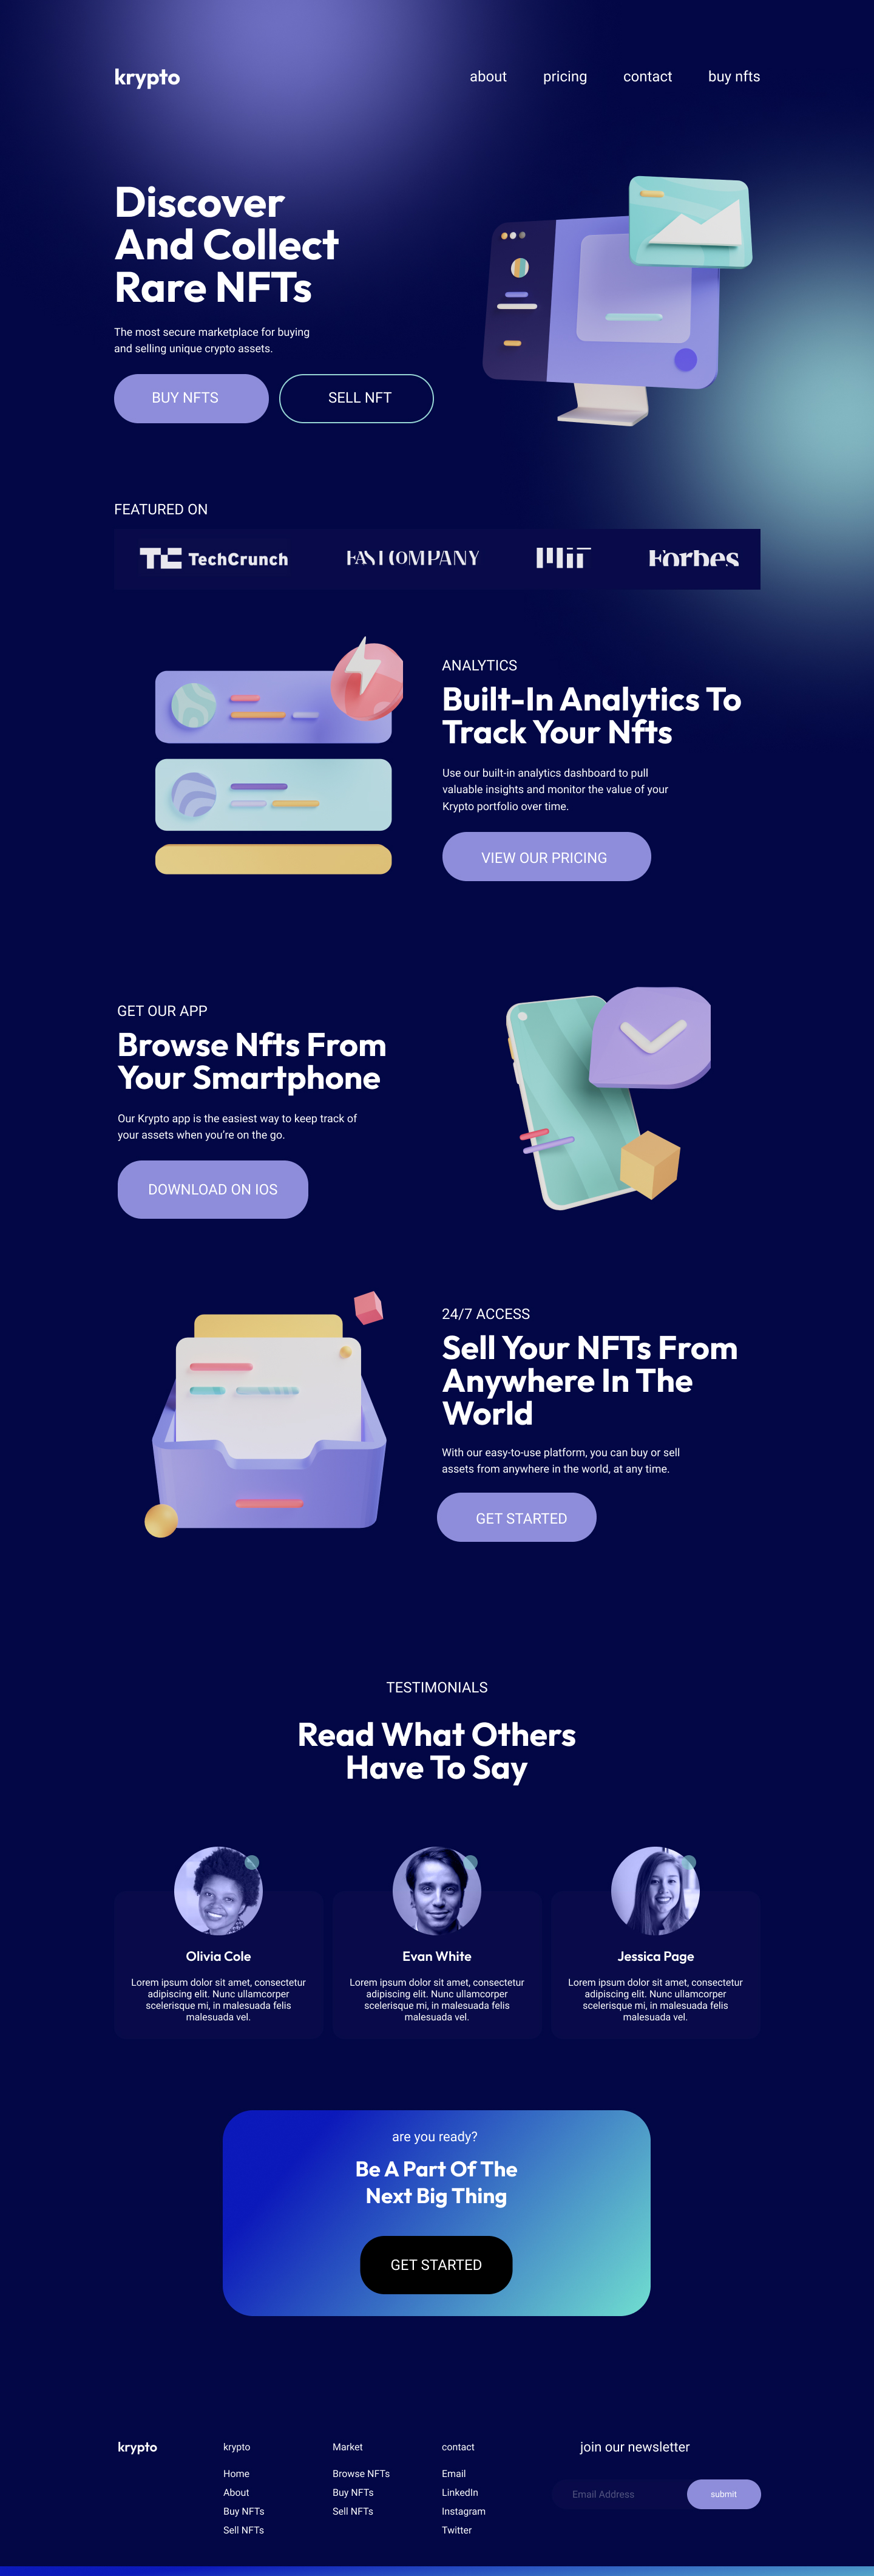 krypto
about pricing contact buy nfts
Discover
And Collect
Rare NFTs
The most secure marketplace for buying
and selling unique crypto assets.
BUY NFTS SELL NFT
FEATURED ON
TC TechCrunch FAST COMPANY MIT Forbes
ANALYTICS
Built-In Analytics To
Track Your Nfts
Use our built-in analytics dashboard to pull
valuable insights and monitor the value of your
Krypto portfolio over time.
VIEW OUR PRICING
GET OUR APP
Browse Nfts From
Your Smartphone
Our Krypto app is the easiest way to keep track of
your assets when you're on the go.
DOWNLOAD ON IOS
24/7 ACCESS
Sell Your NFTs From
Anywhere In The
World
With our easy-to-use platform, you can buy or sell
assets from anywhere in the world, at any time.
GET STARTED
TESTIMONIALS
Read What Others
Have To Say
Olivia Cole
Lorem ipsum dolor sit amet, consectetur
adipiscing elit. Nunc ullamcorper
scelerisque mi, in malesuada felis
malesuada vel.
Evan White
Lorem ipsum dolor sit amet, consectetur
adipiscing elit. Nunc ullamcorper
scelerisque mi, in malesuada felis
malesuada vel.
Jessica Page
Lorem ipsum dolor sit amet, consectetur
adipiscing elit. Nunc ullamcorper
scelerisque mi, in malesuada felis
malesuada vel.
are you ready?
Be A Part Of The
Next Big Thing
GET STARTED
krypto
krypto
Home
About
Buy NFTs
Sell NFTs
Market
Browse NFTs
Buy NFTs
Sell NFTs
contact
Email
LinkedIn
Instagram
Twitter
join our newsletter
Email Address submit